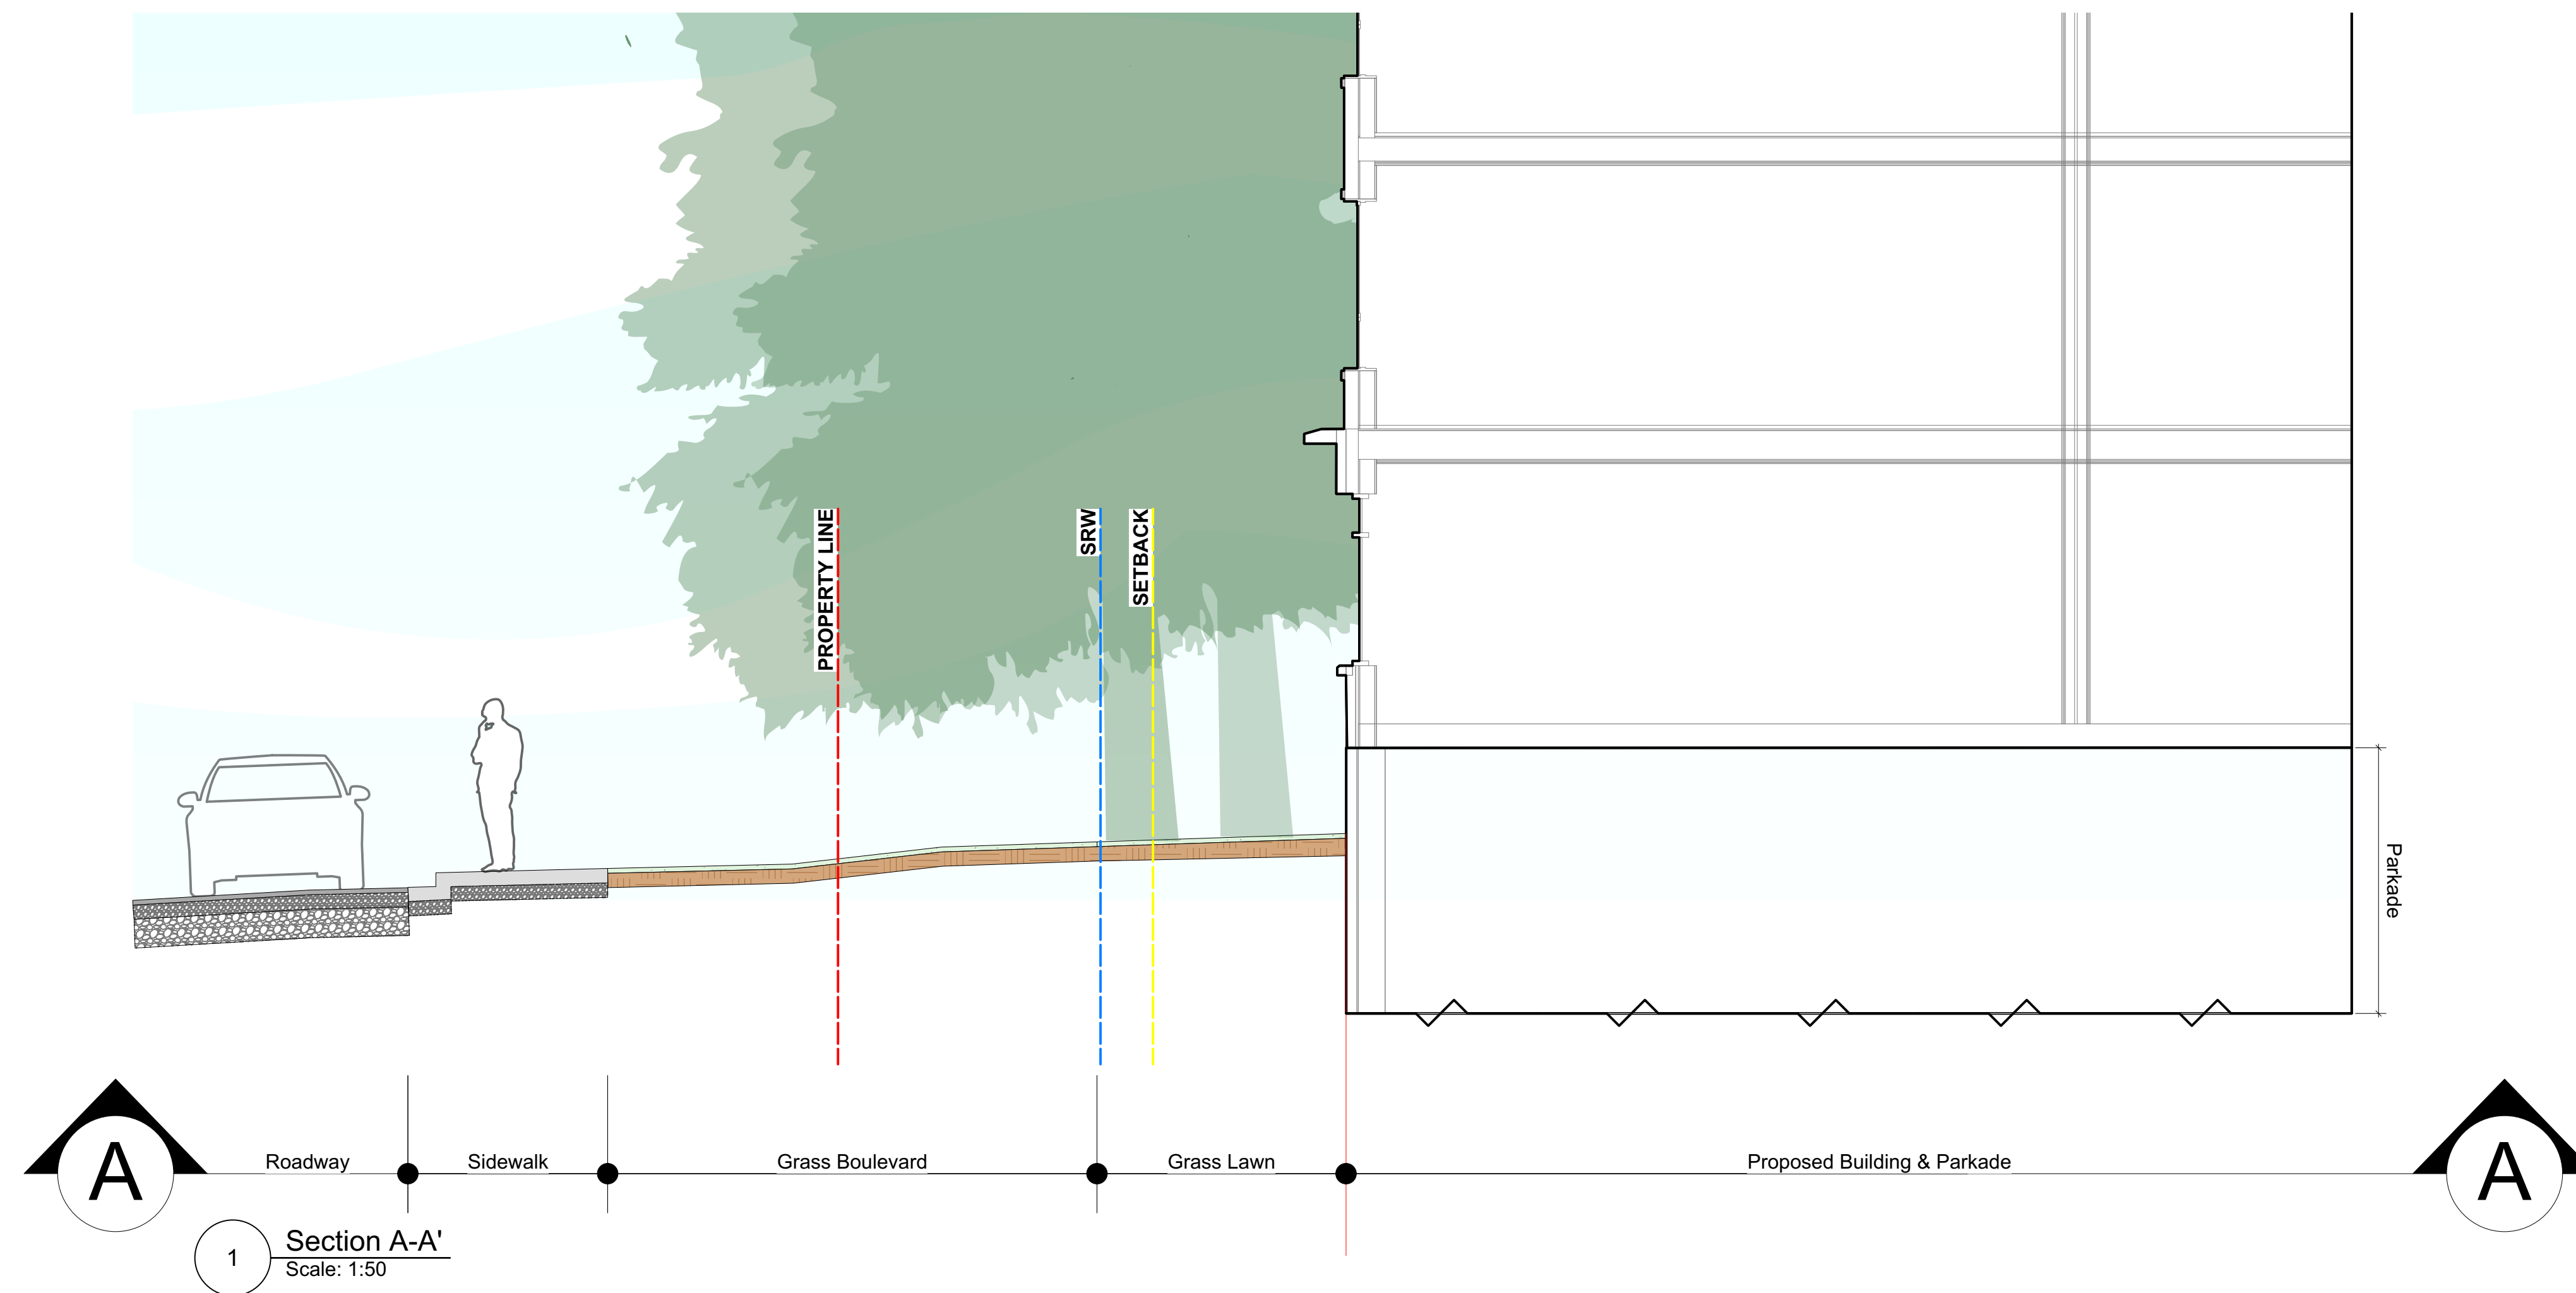 PROPERTY LINE
SRW
SETBACK
Parkade
A
Roadway
Sidewalk
Grass Boulevard
Grass Lawn
Proposed Building & Parkade
A
1
Section A-A'
Scale: 1:50